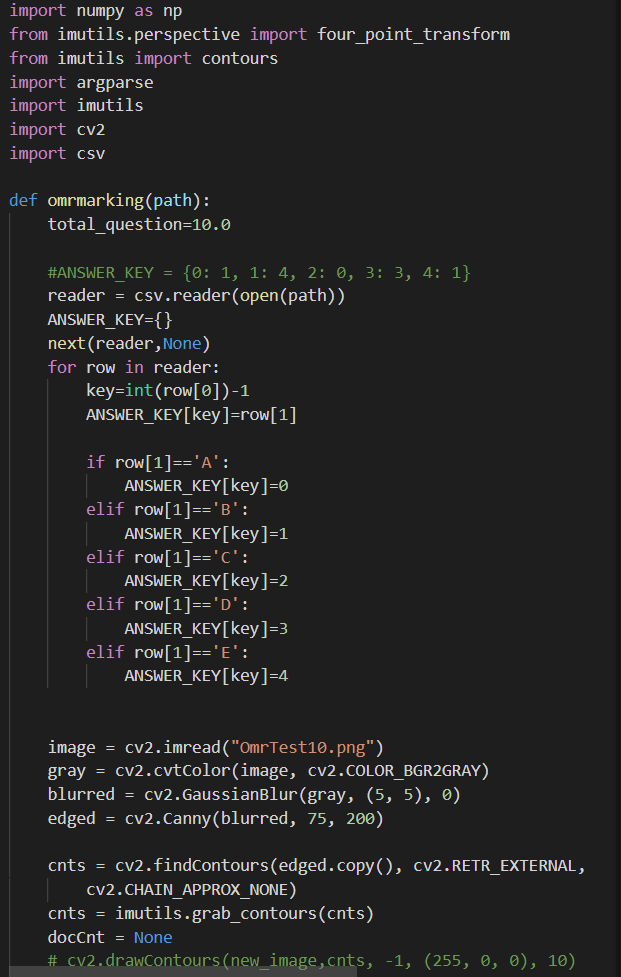 import numpy as np
from imutils.perspective import four_point_transform
from imutils import contours
import argparse
import imutils
import cv2
import csv

def omrmarking(path):
    total_question=10.0

    #ANSWER_KEY = {0: 1, 1: 4, 2: 0, 3: 3, 4: 1}
    reader = csv.reader(open(path))
    ANSWER_KEY={}
    next(reader,None)
    for row in reader:
        key=int(row[0])-1
        ANSWER_KEY[key]=row[1]

        if row[1]=='A':
            ANSWER_KEY[key]=0
        elif row[1]=='B':
            ANSWER_KEY[key]=1
        elif row[1]=='C':
            ANSWER_KEY[key]=2
        elif row[1]=='D':
            ANSWER_KEY[key]=3
        elif row[1]=='E':
            ANSWER_KEY[key]=4


    image = cv2.imread("OmrTest10.png")
    gray = cv2.cvtColor(image, cv2.COLOR_BGR2GRAY)
    blurred = cv2.GaussianBlur(gray, (5, 5), 0)
    edged = cv2.Canny(blurred, 75, 200)

    cnts = cv2.findContours(edged.copy(), cv2.RETR_EXTERNAL,
        cv2.CHAIN_APPROX_NONE)
    cnts = imutils.grab_contours(cnts)
    docCnt = None
    # cv2.drawContours(new_image,cnts, -1, (255, 0, 0), 10)